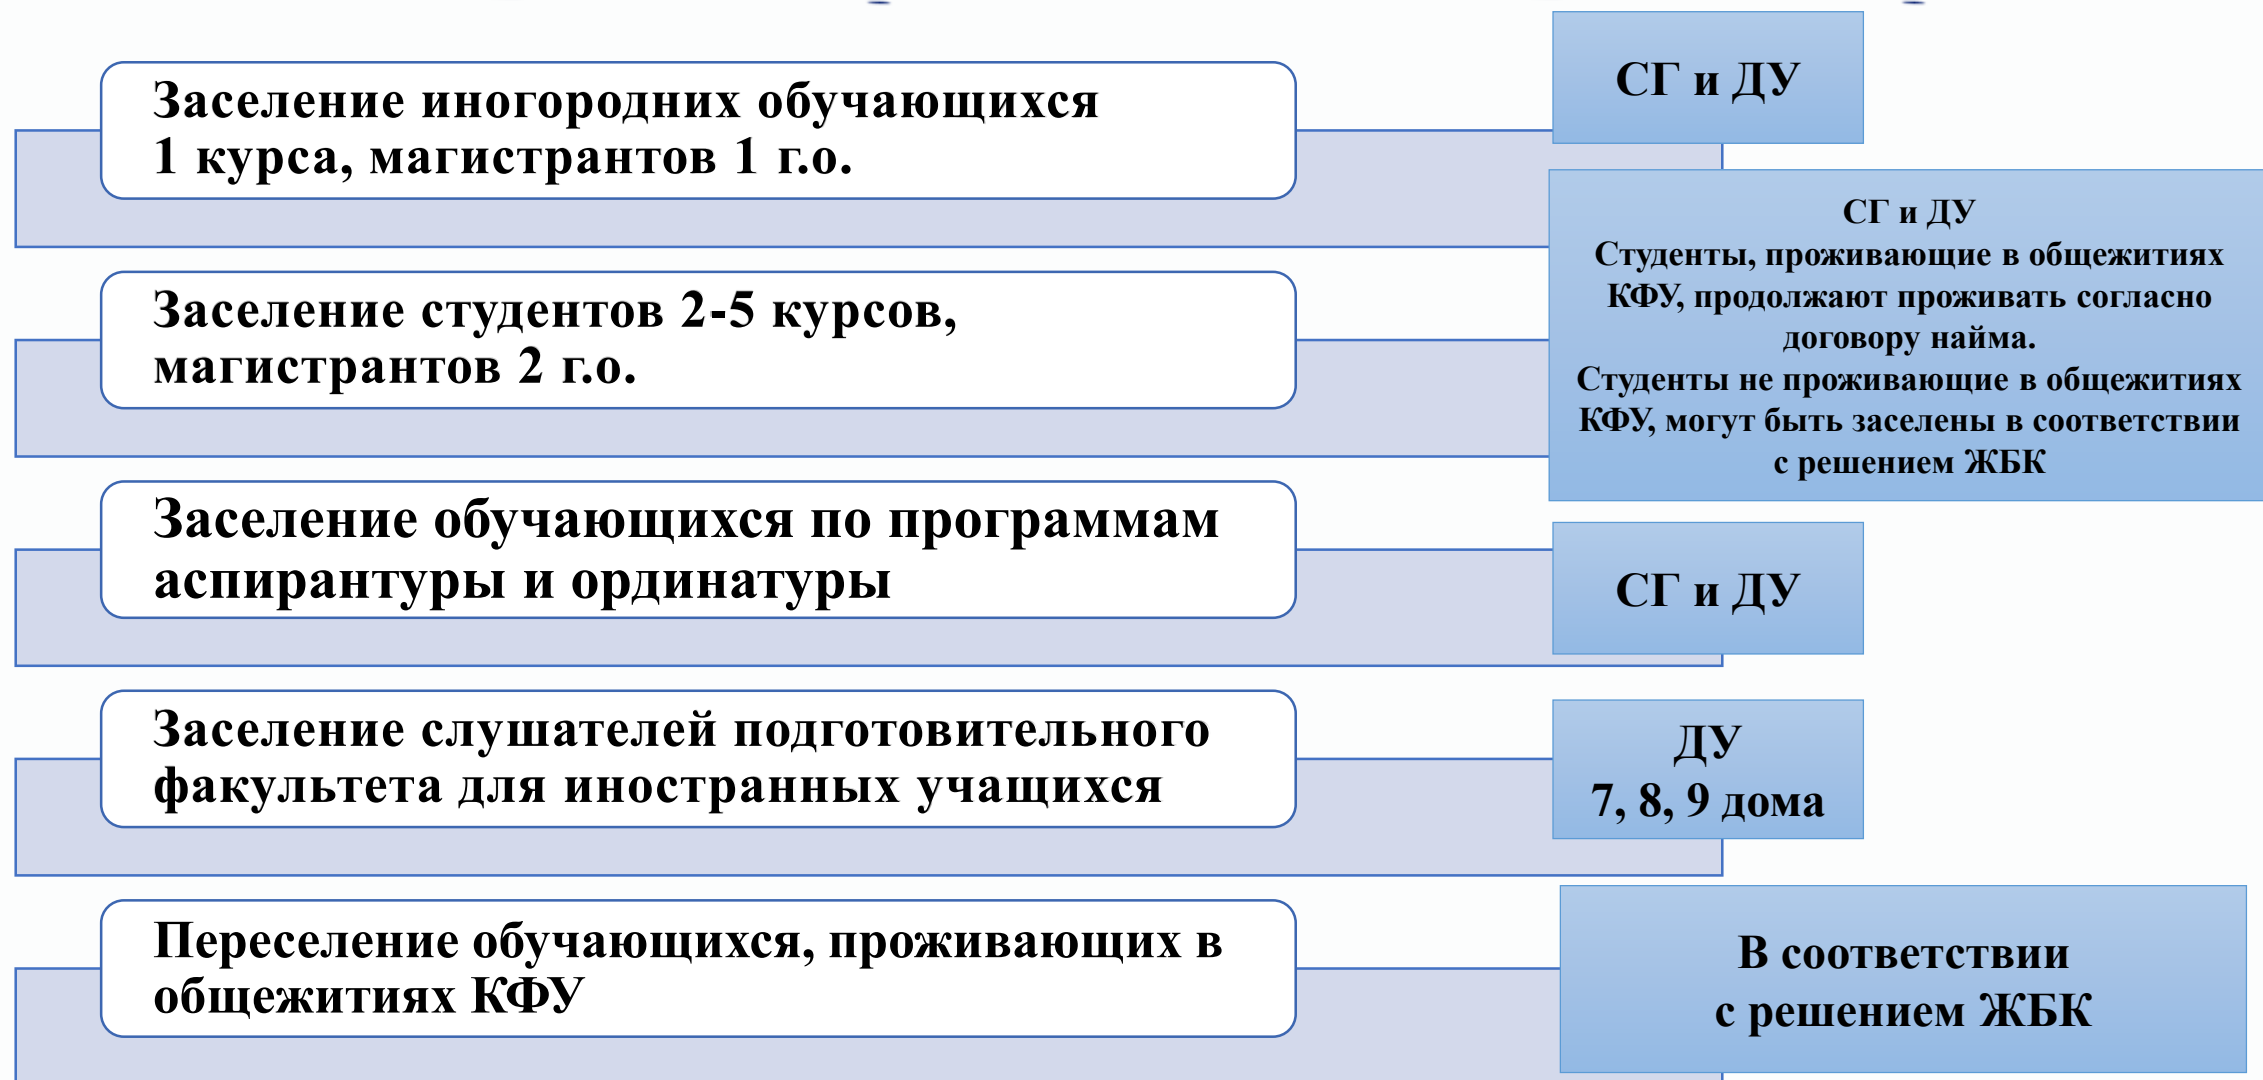 Заселение иногородних обучающихся
1 курса, магистрантов 1 г.о.
СГ и ДУ
Заселение студентов 2-5 курсов,
магистрантов 2 г.о.
СГ и ДУ
Студенты, проживающие в общежитиях
КФУ, продолжают проживать согласно
договору найма.
Студенты не проживающие в общежитиях
КФУ, могут быть заселены в соответствии
с решением ЖБК
Заселение обучающихся по программам
аспирантуры и ординатуры
СГ и ДУ
Заселение слушателей подготовительного
факультета для иностранных учащихся
ДУ
7, 8, 9 дома
Переселение обучающихся, проживающих в
общежитиях КФУ
В соответствии
с решением ЖБК